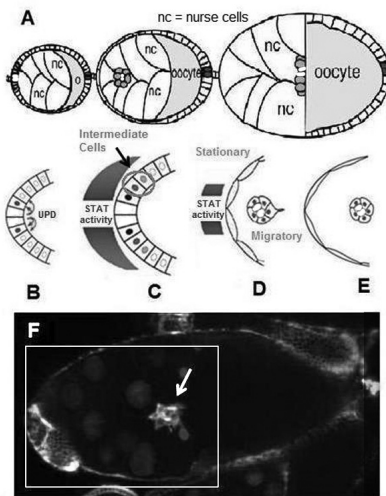 A
nc = nurse cells
nc
nc
o
nc
nc
oocyte
nc
nc
oocyte
Intermediate
Cells
Stationary
UPD
STAT
activity
STAT
activity
Migratory
B
C
D
E
F